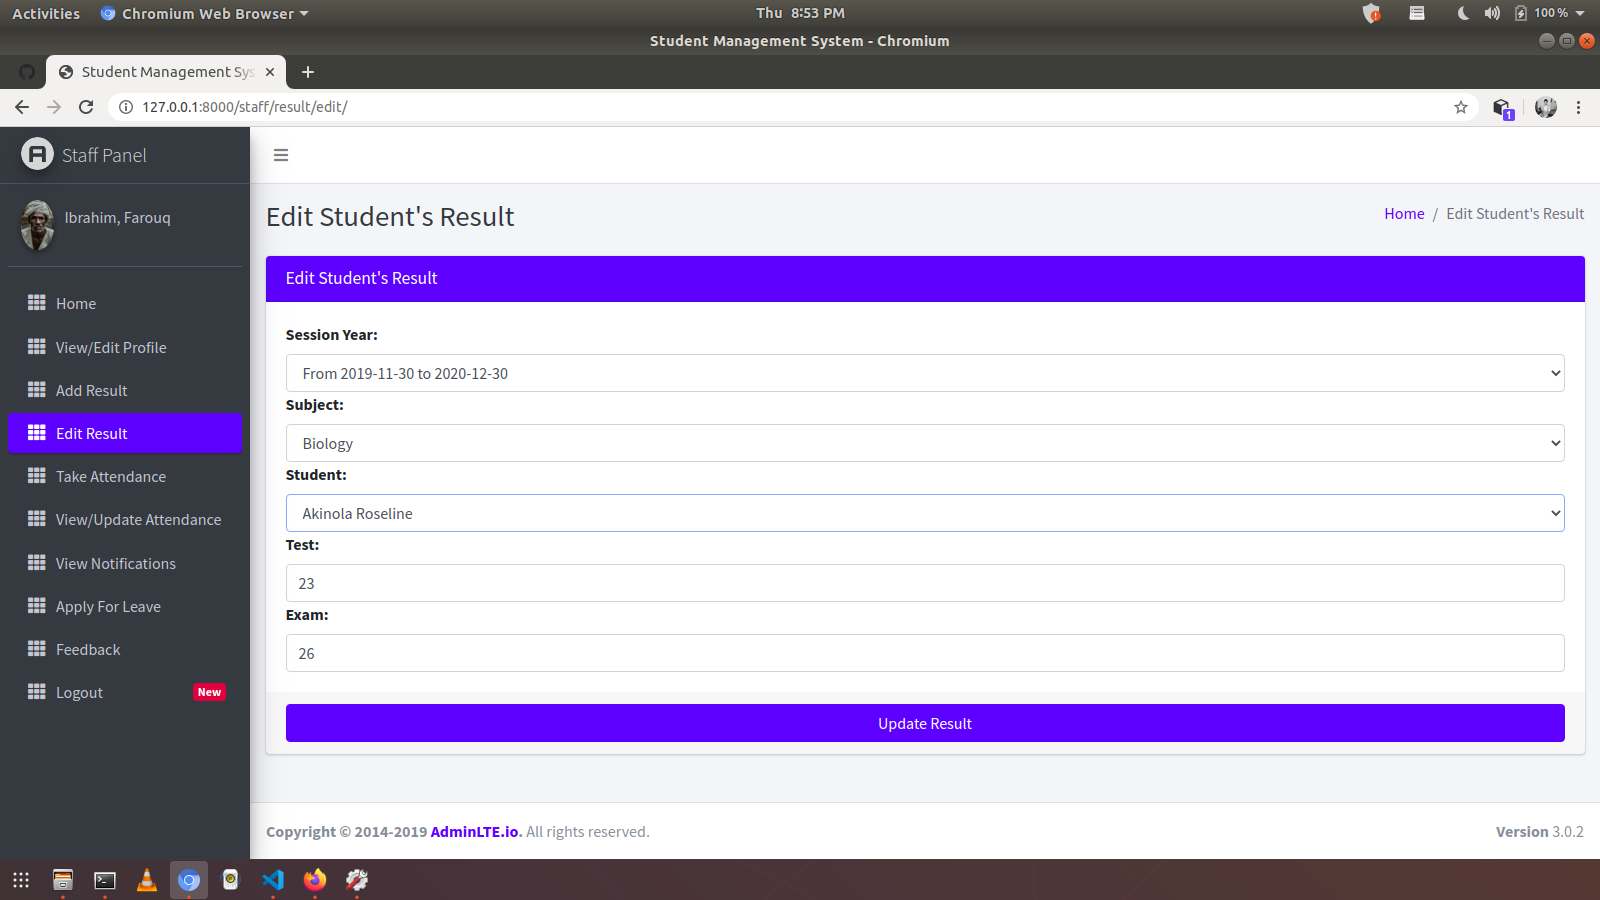 Activities Chromium Web Browser Thu 8:53 PM 100 %
Student Management System - Chromium
Student Management Sys
127.0.0.1:8000/staff/result/edit/
1
Staff Panel
Ibrahim, Farouq
Home
View/Edit Profile
Add Result
Edit Result
Take Attendance
View/Update Attendance
View Notifications
Apply For Leave
Feedback
Logout New
Edit Student's Result
Home / Edit Student's Result
Edit Student's Result
Session Year:
From 2019-11-30 to 2020-12-30
Subject:
Biology
Student:
Akinola Roseline
Test:
23
Exam:
26
Update Result
Copyright © 2014-2019 AdminLTE.io. All rights reserved.
Version 3.0.2